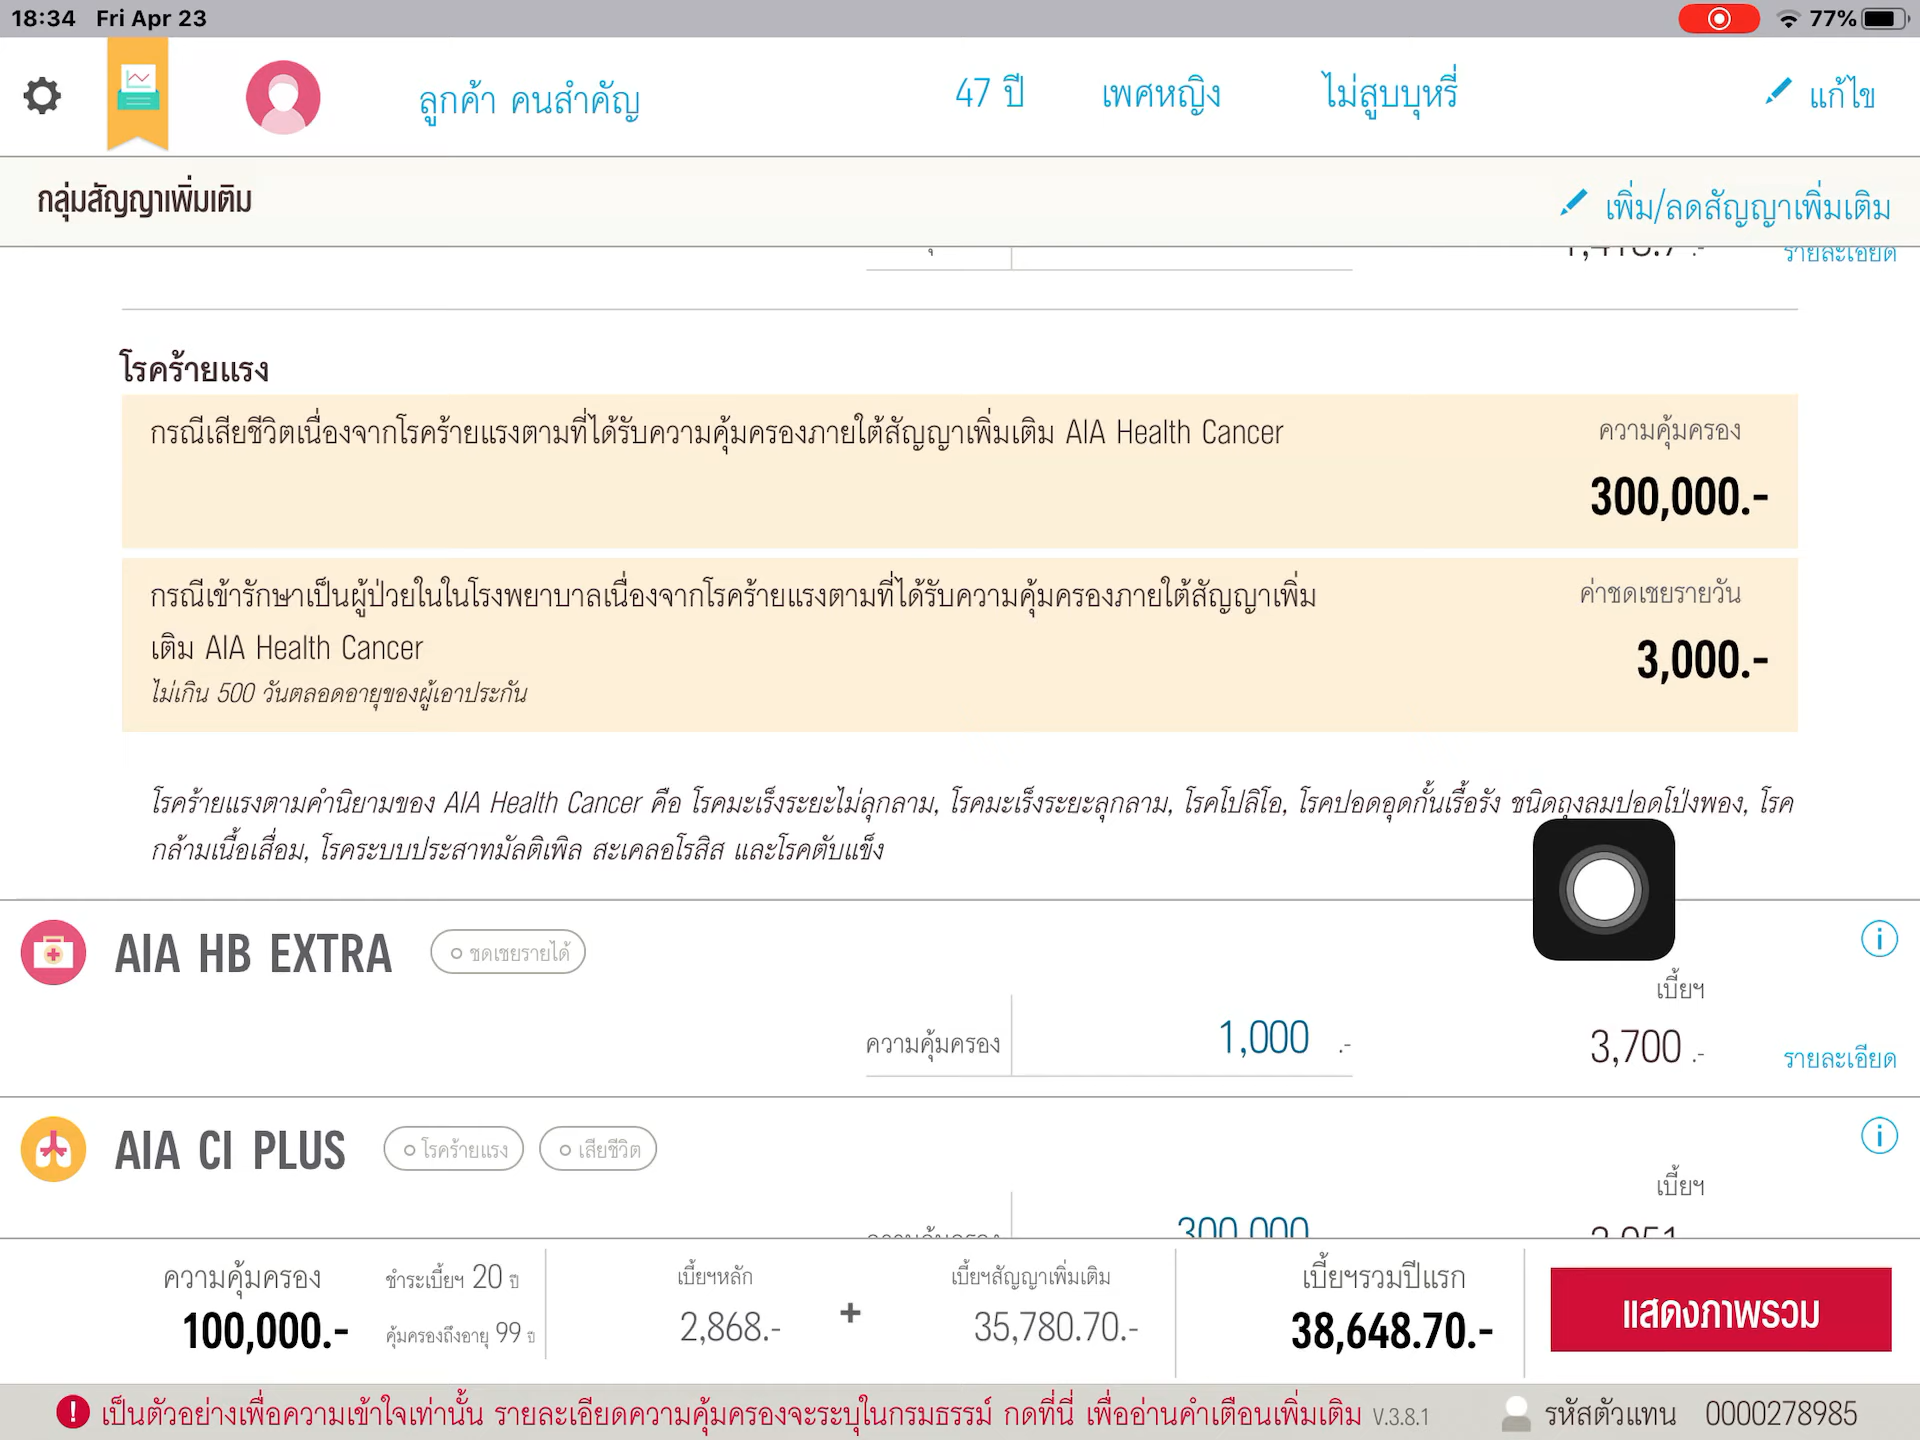 18:34 Fri Apr 23 77%
ลูกค้า คนสำคัญ 47 ปี เพศหญิง ไม่สูบบุหรี่ แก้ไข
กลุ่มสัญญาเพิ่มเติม เพิ่ม/ลดสัญญาเพิ่มเติม
รายละเอียด
โรคร้ายแรง
กรณีเสียชีวิตเนื่องจากโรคร้ายแรงตามที่ได้รับความคุ้มครองภายใต้สัญญาเพิ่มเติม AIA Health Cancer ความคุ้มครอง
300,000.-
กรณีเข้ารักษาเป็นผู้ป่วยในในโรงพยาบาลเนื่องจากโรคร้ายแรงตามที่ได้รับความคุ้มครองภายใต้สัญญาเพิ่ม ค่าชดเชยรายวัน
เติม AIA Health Cancer 3,000.-
ไม่เกิน 500 วันตลอดอายุของผู้เอาประกัน
โรคร้ายแรงตามคำนิยามของ AIA Health Cancer คือ โรคมะเร็งระยะไม่ลุกลาม, โรคมะเร็งระยะลุกลาม, โรคโปลิโอ, โรคปอดอุดกั้นเรื้อรัง ชนิดถุงลมปอดโป่งพอง, โรค
กล้ามเนื้อเสื่อม, โรคระบบประสาทมัลติเพิล สะเคลอโรสิส และโรคตับแข็ง
AIA HB EXTRA ชดเชยรายได้
เบี้ยฯ
ความคุ้มครอง 1,000 .- 3,700 .- รายละเอียด
AIA CI PLUS โรคร้ายแรง เสียชีวิต
เบี้ยฯ
300,000
ความคุ้มครอง ชำระเบี้ยฯ 20 ปี เบี้ยฯหลัก เบี้ยฯสัญญาเพิ่มเติม เบี้ยฯรวมปีแรก
100,000.- คุ้มครองถึงอายุ 99 ปี 2,868.- + 35,780.70.- 38,648.70.- แสดงภาพรวม
เป็นตัวอย่างเพื่อความเข้าใจเท่านั้น รายละเอียดความคุ้มครองจะระบุในกรมธรรม์ กดที่นี่ เพื่ออ่านคำเตือนเพิ่มเติม V.3.8.1 รหัสตัวแทน 0000278985